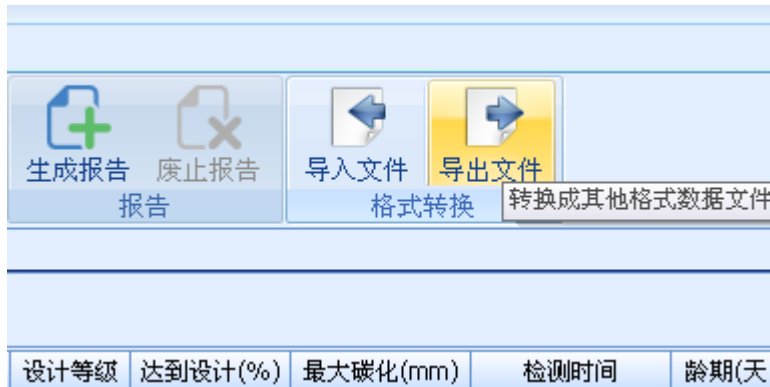 生成报告 废止报告 导入文件 导出文件
报告 格式转换
转换成其他格式数据文件
设计等级 达到设计(%) 最大碳化(mm) 检测时间 龄期(天